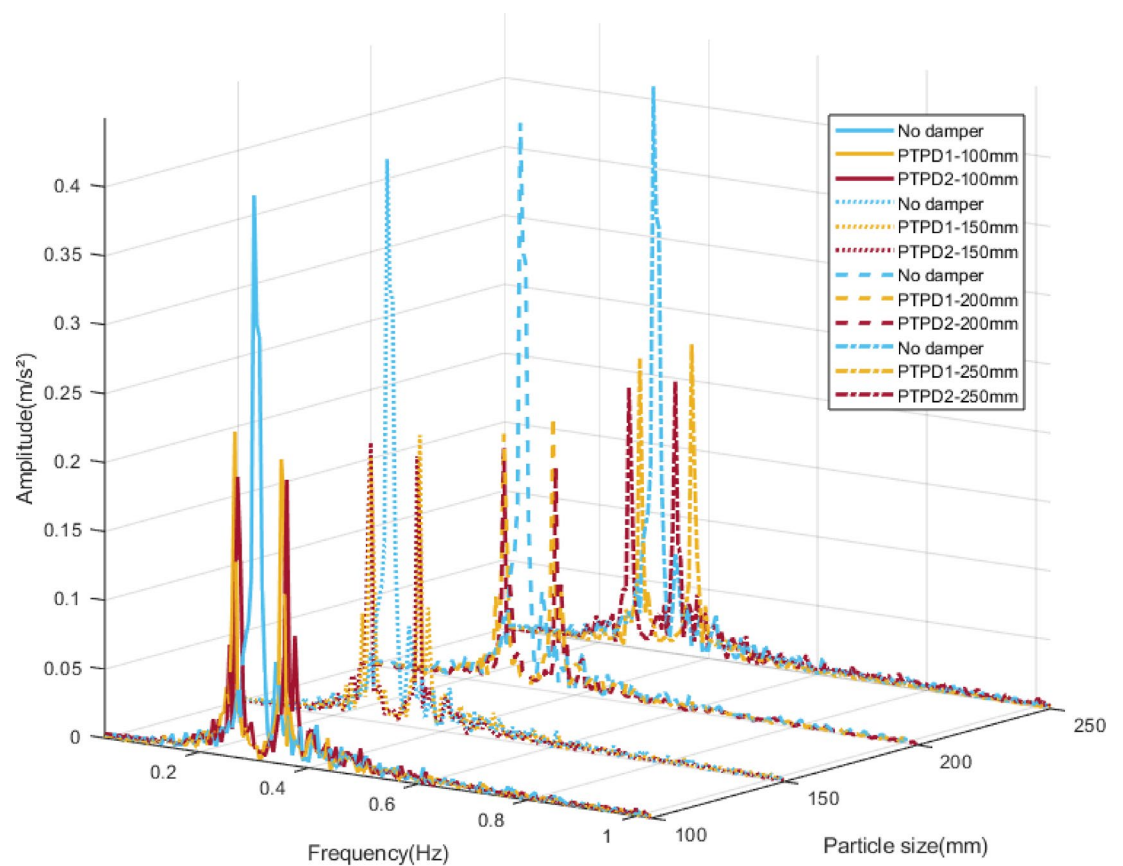 Amplitude(m/s²)
0.4
0.35
0.3
0.25
0.2
0.15
0.1
0.05
0
0.2
0.4
0.6
0.8
1
Frequency(Hz)
100
150
200
250
Particle size(mm)
No damper
PTPD1-100mm
PTPD2-100mm
No damper
PTPD1-150mm
PTPD2-150mm
No damper
PTPD1-200mm
PTPD2-200mm
No damper
PTPD1-250mm
PTPD2-250mm